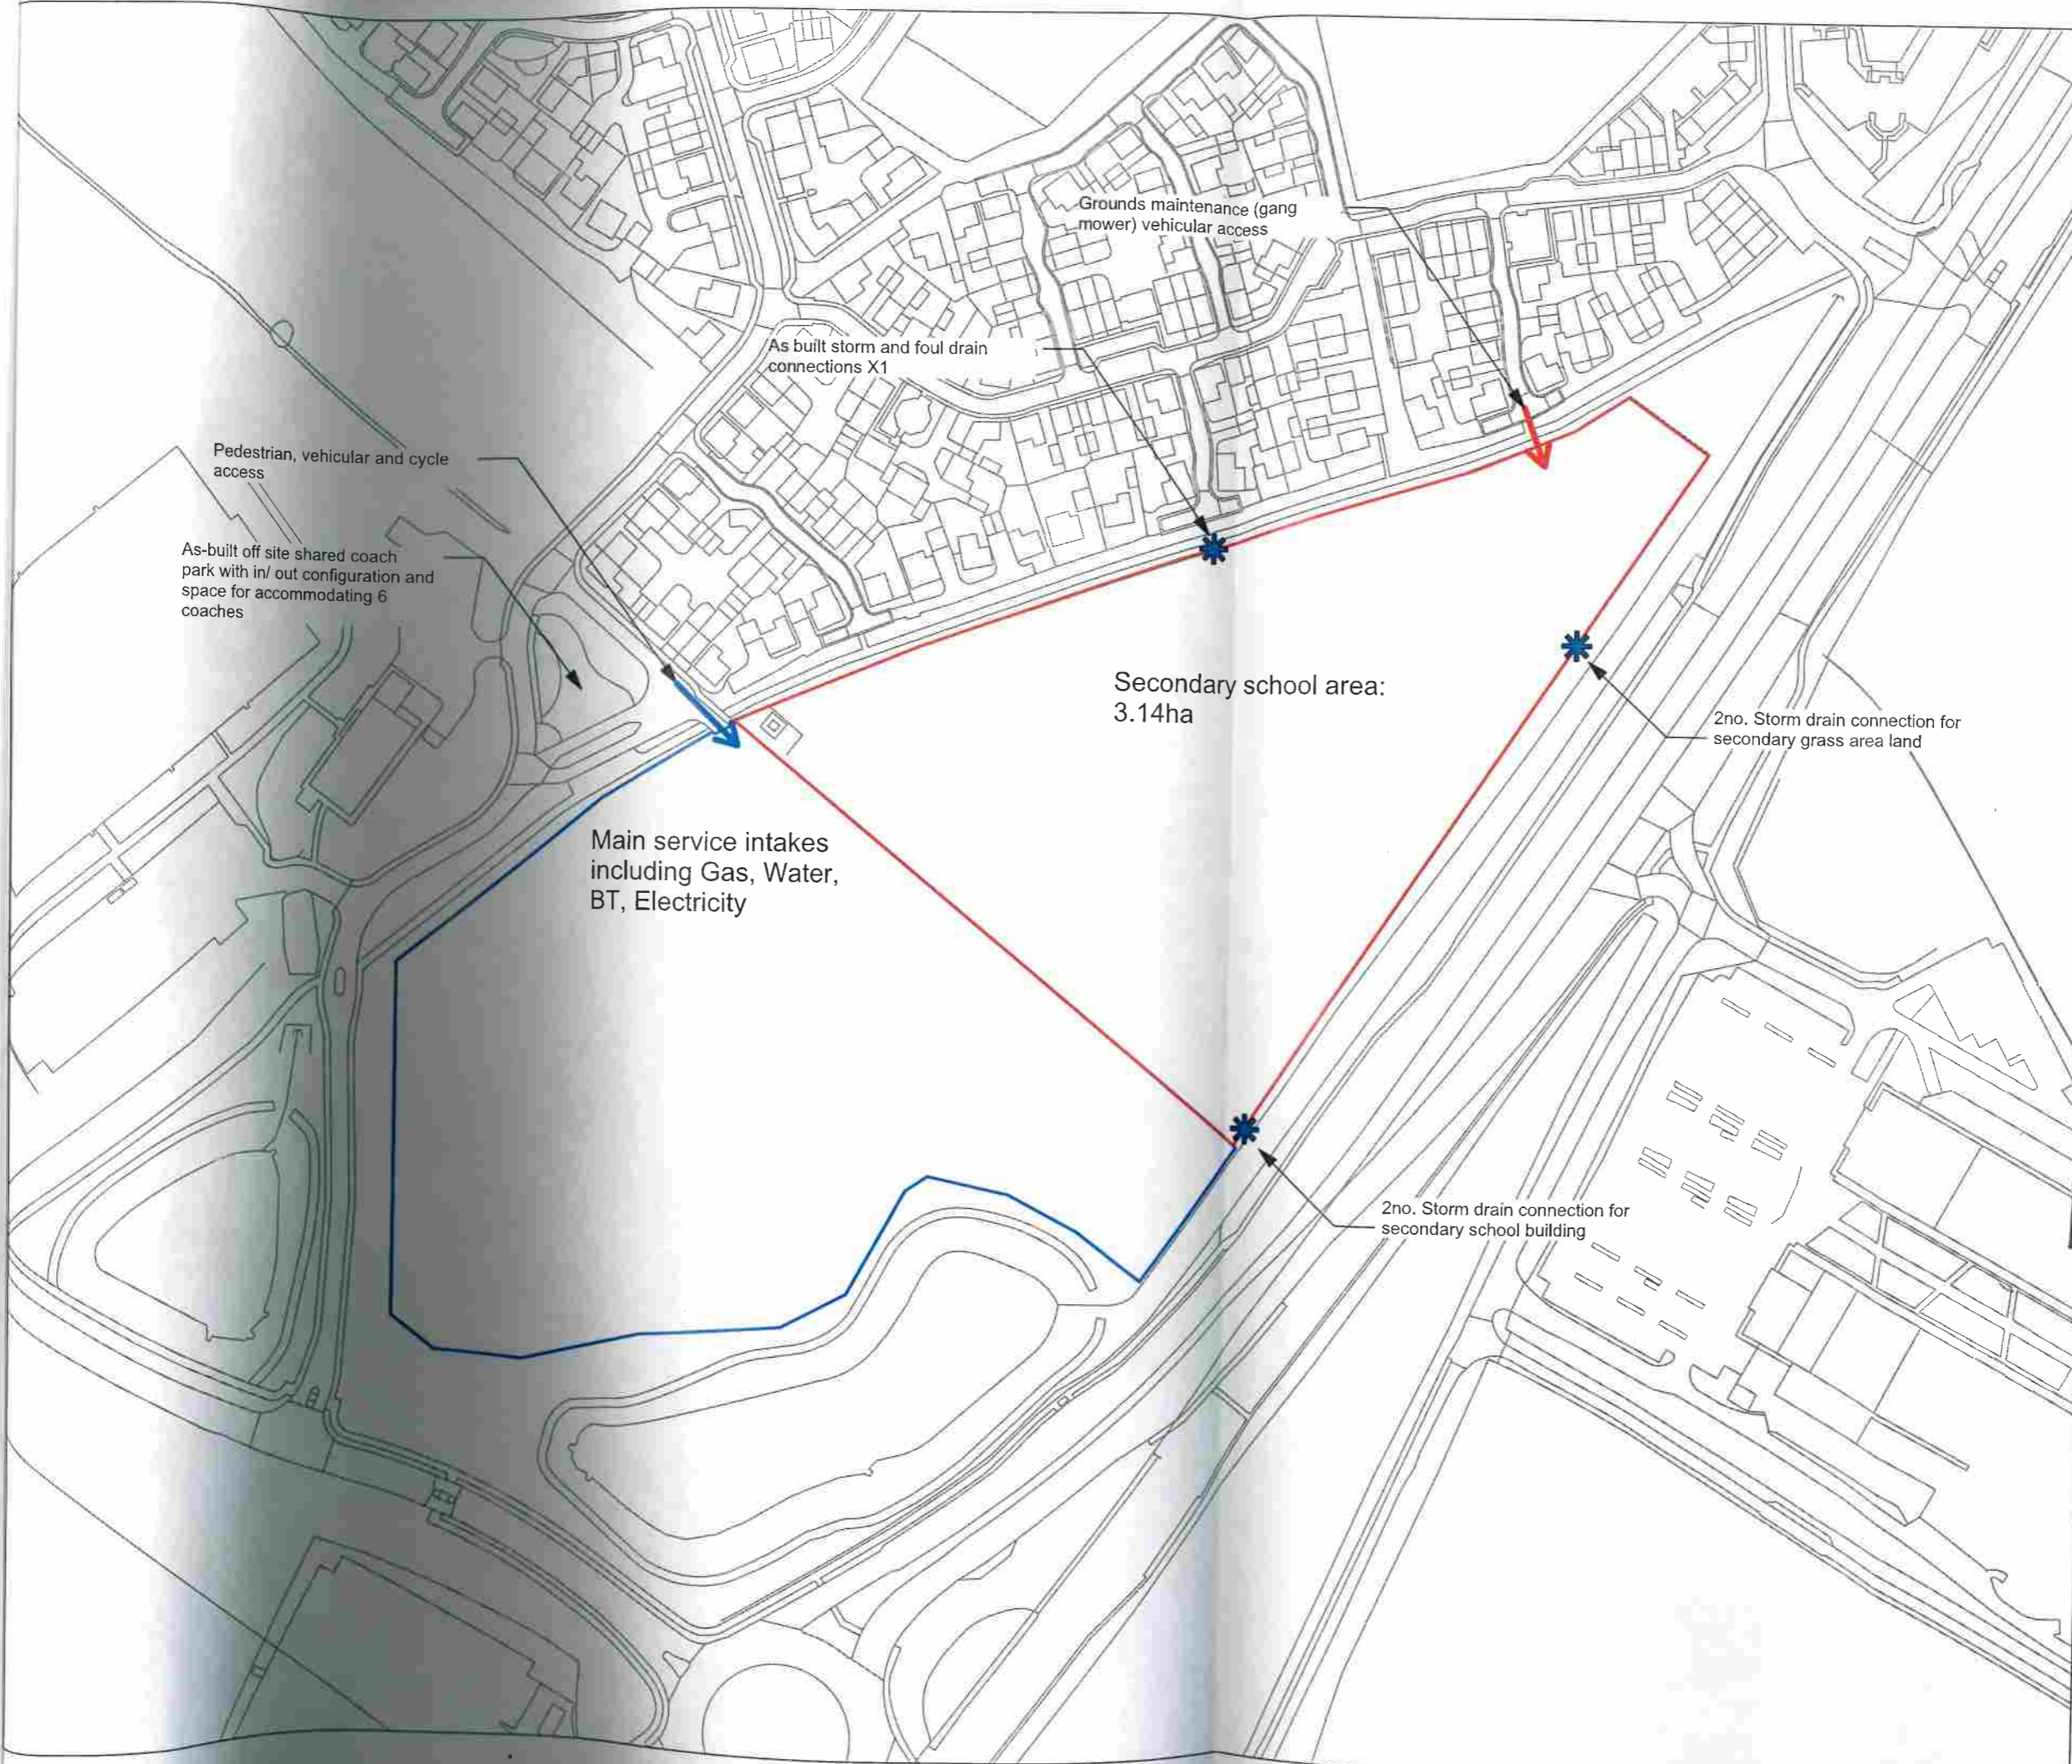 Grounds maintenance (gang
mower) vehicular access
As built storm and foul drain
connections X1
Pedestrian, vehicular and cycle
access
As-built off site shared coach
park with in/ out configuration and
space for accommodating 6
coaches
Secondary school area:
3.14ha
2no. Storm drain connection for
secondary grass area land
Main service intakes
including Gas, Water,
BT, Electricity
2no. Storm drain connection for
secondary school building